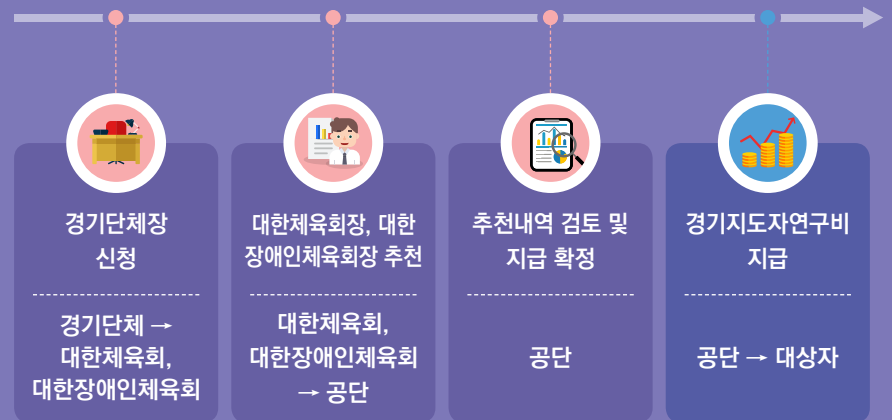 경기단체장
신청
경기단체 →
대한체육회,
대한장애인체육회
대한체육회장, 대한
장애인체육회장 추천
대한체육회,
대한장애인체육회
→ 공단
추천내역 검토 및
지급 확정
공단
경기지도자연구비
지급
공단 → 대상자